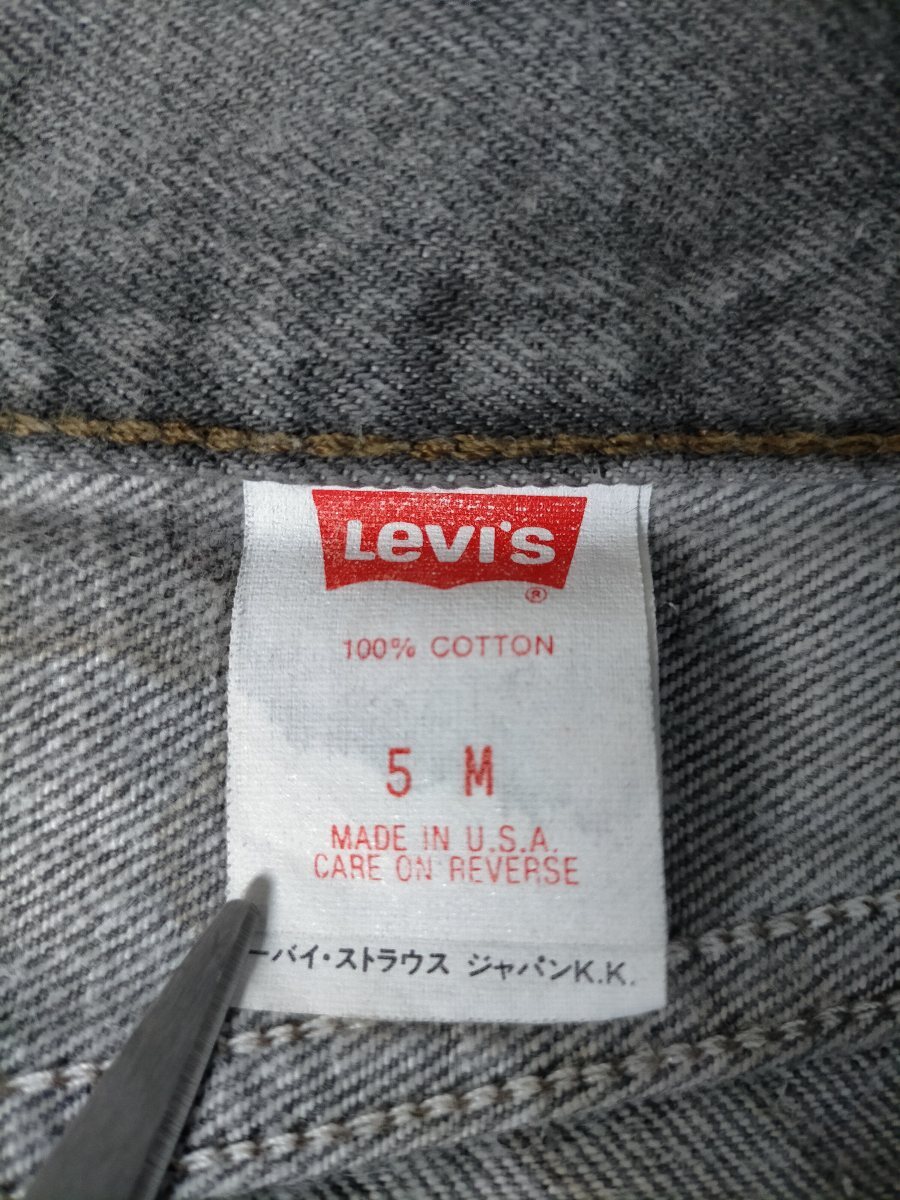 Levi's
®
100% COTTON
5 M
MADE IN U.S.A.
CARE ON REVERSE
ーバイ・ストラウス ジャパンK.K.